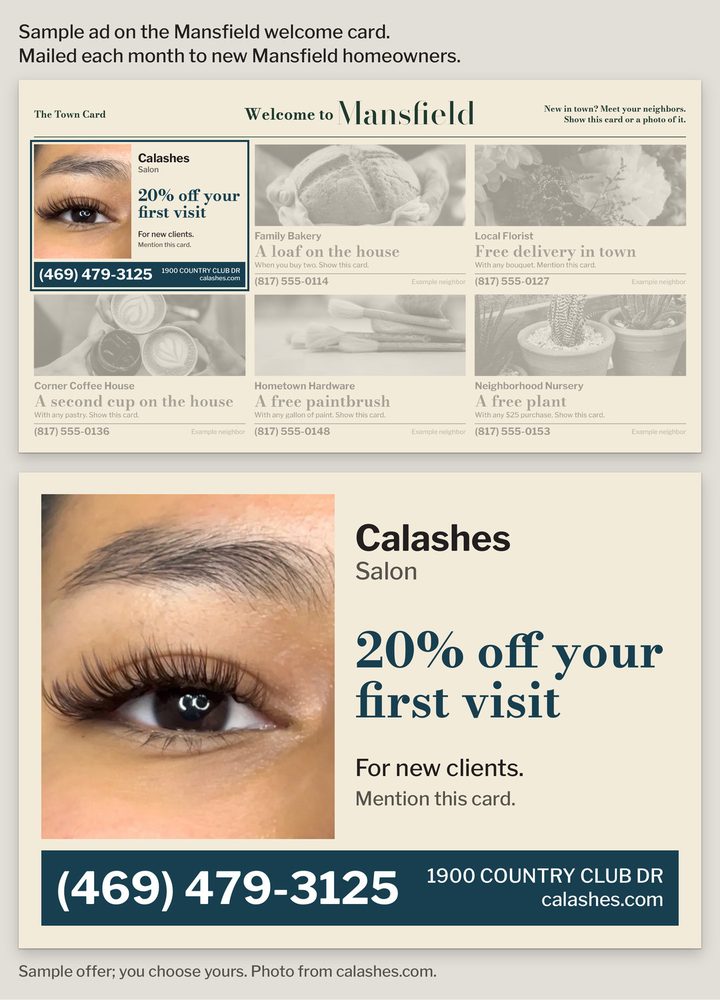 Sample ad on the Mansfield welcome card.
Mailed each month to new Mansfield homeowners.
The Town Card
Welcome to Mansfield
New in town? Meet your neighbors.
Show this card or a photo of it.
Calashes
Salon
20% off your
first visit
For new clients.
Mention this card.
(469) 479-3125
1900 COUNTRY CLUB DR
calashes.com
Family Bakery
A loaf on the house
When you buy two. Show this card.
(817) 555-0114
Example neighbor
Local Florist
Free delivery in town
With any bouquet. Mention this card.
(817) 555-0127
Example neighbor
Corner Coffee House
A second cup on the house
With any pastry. Show this card.
(817) 555-0136
Example neighbor
Hometown Hardware
A free paintbrush
With any gallon of paint. Show this card.
(817) 555-0148
Example neighbor
Neighborhood Nursery
A free plant
With any $25 purchase. Show this card.
(817) 555-0153
Example neighbor
Calashes
Salon
20% off your
first visit
For new clients.
Mention this card.
(469) 479-3125
1900 COUNTRY CLUB DR
calashes.com
Sample offer; you choose yours. Photo from calashes.com.